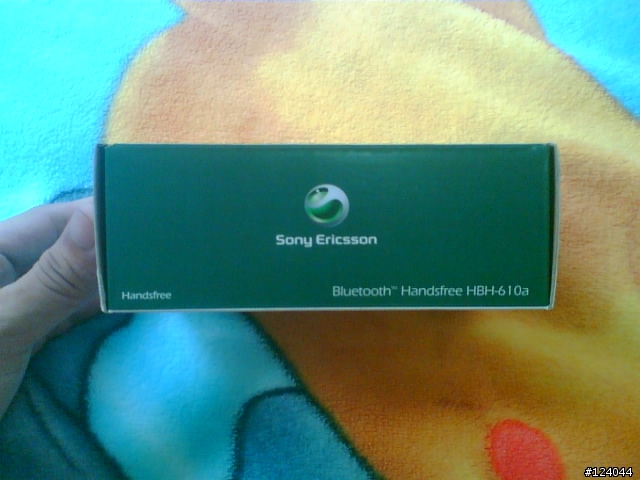 Sony Ericsson
Handsfree
Bluetooth™ Handsfree HBH-610a
#124044